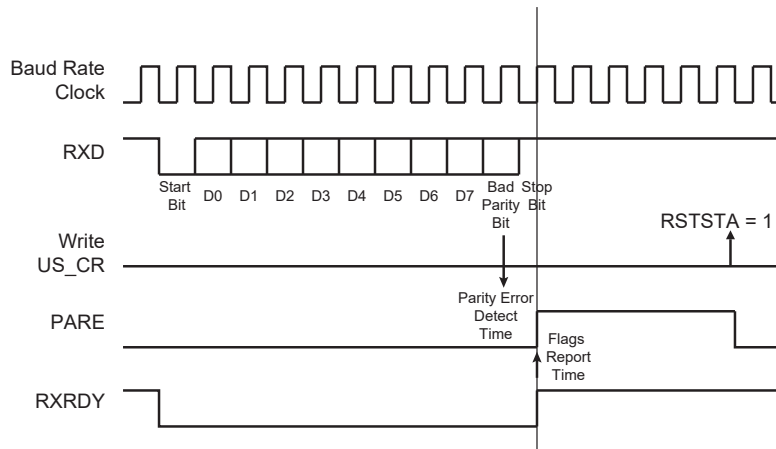 Baud Rate
Clock
RXD
Start
Bit
D0 D1 D2 D3 D4 D5 D6 D7
Bad
Parity
Bit
Stop
Bit
Write
US_CR
RSTSTA = 1
Parity Error
Detect
Time
PARE
Flags
Report
Time
RXRDY